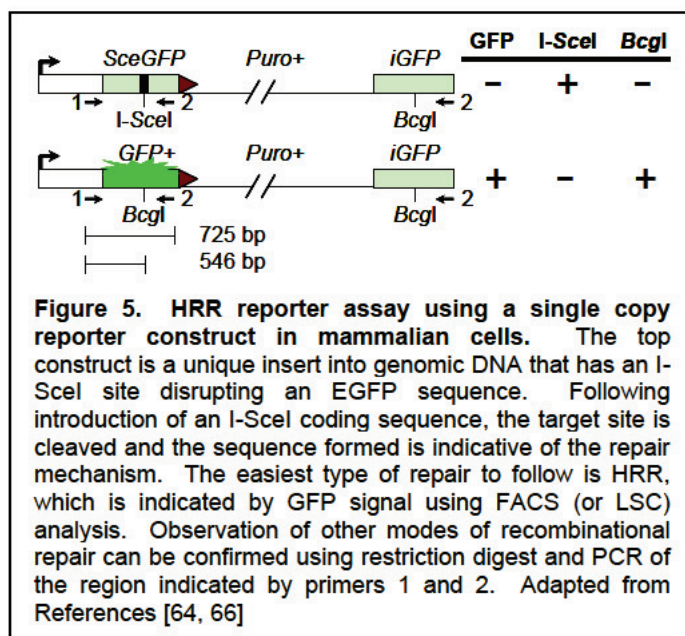 GFP I-SceI BcgI
SceGFP Puro+ iGFP
1 2 2 - + -
I-SceI BcgI
GFP+ Puro+ iGFP
1 2 2 + - +
BcgI BcgI
725 bp
546 bp
Figure 5. HRR reporter assay using a single copy
reporter construct in mammalian cells. The top
construct is a unique insert into genomic DNA that has an I-
SceI site disrupting an EGFP sequence. Following
introduction of an I-SceI coding sequence, the target site is
cleaved and the sequence formed is indicative of the repair
mechanism. The easiest type of repair to follow is HRR,
which is indicated by GFP signal using FACS (or LSC)
analysis. Observation of other modes of recombinational
repair can be confirmed using restriction digest and PCR of
the region indicated by primers 1 and 2. Adapted from
References [64, 66]